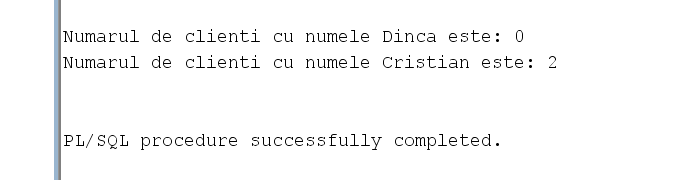 Numarul de clienti cu numele Dinca este: 0
Numarul de clienti cu numele Cristian este: 2
PL/SQL procedure successfully completed.